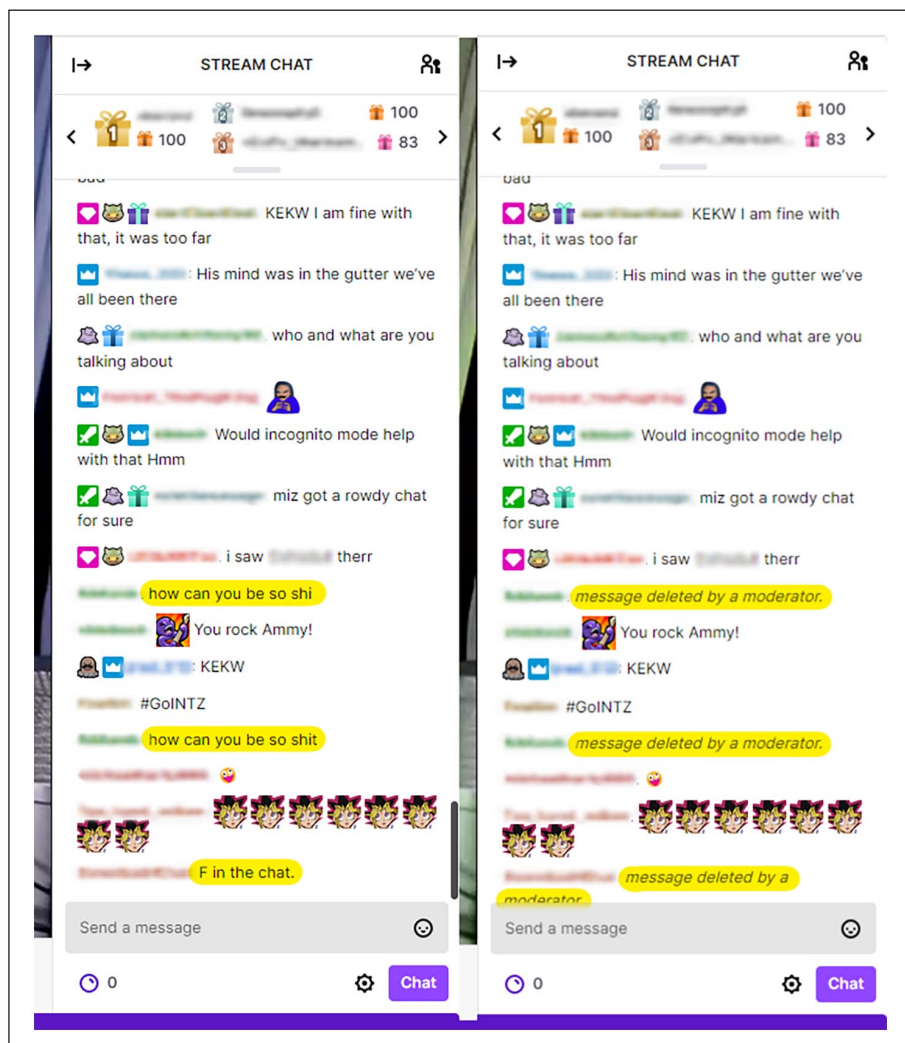 STREAM CHAT
1
2
100
100
3
83
bad
KEKW I am fine with
that, it was too far
: His mind was in the gutter we've
all been there
who and what are you
talking about
Would incognito mode help
with that Hmm
miz got a rowdy chat
for sure
i saw therr
how can you be so shi
You rock Ammy!
: KEKW
#GoINTZ
how can you be so shit
F in the chat.
Send a message
0
Chat
STREAM CHAT
1
2
100
100
3
83
bad
KEKW I am fine with
that, it was too far
: His mind was in the gutter we've
all been there
who and what are you
talking about
Would incognito mode help
with that Hmm
miz got a rowdy chat
for sure
i saw therr
message deleted by a moderator.
You rock Ammy!
: KEKW
#GoINTZ
message deleted by a moderator.
message deleted by a
moderator
Send a message
0
Chat